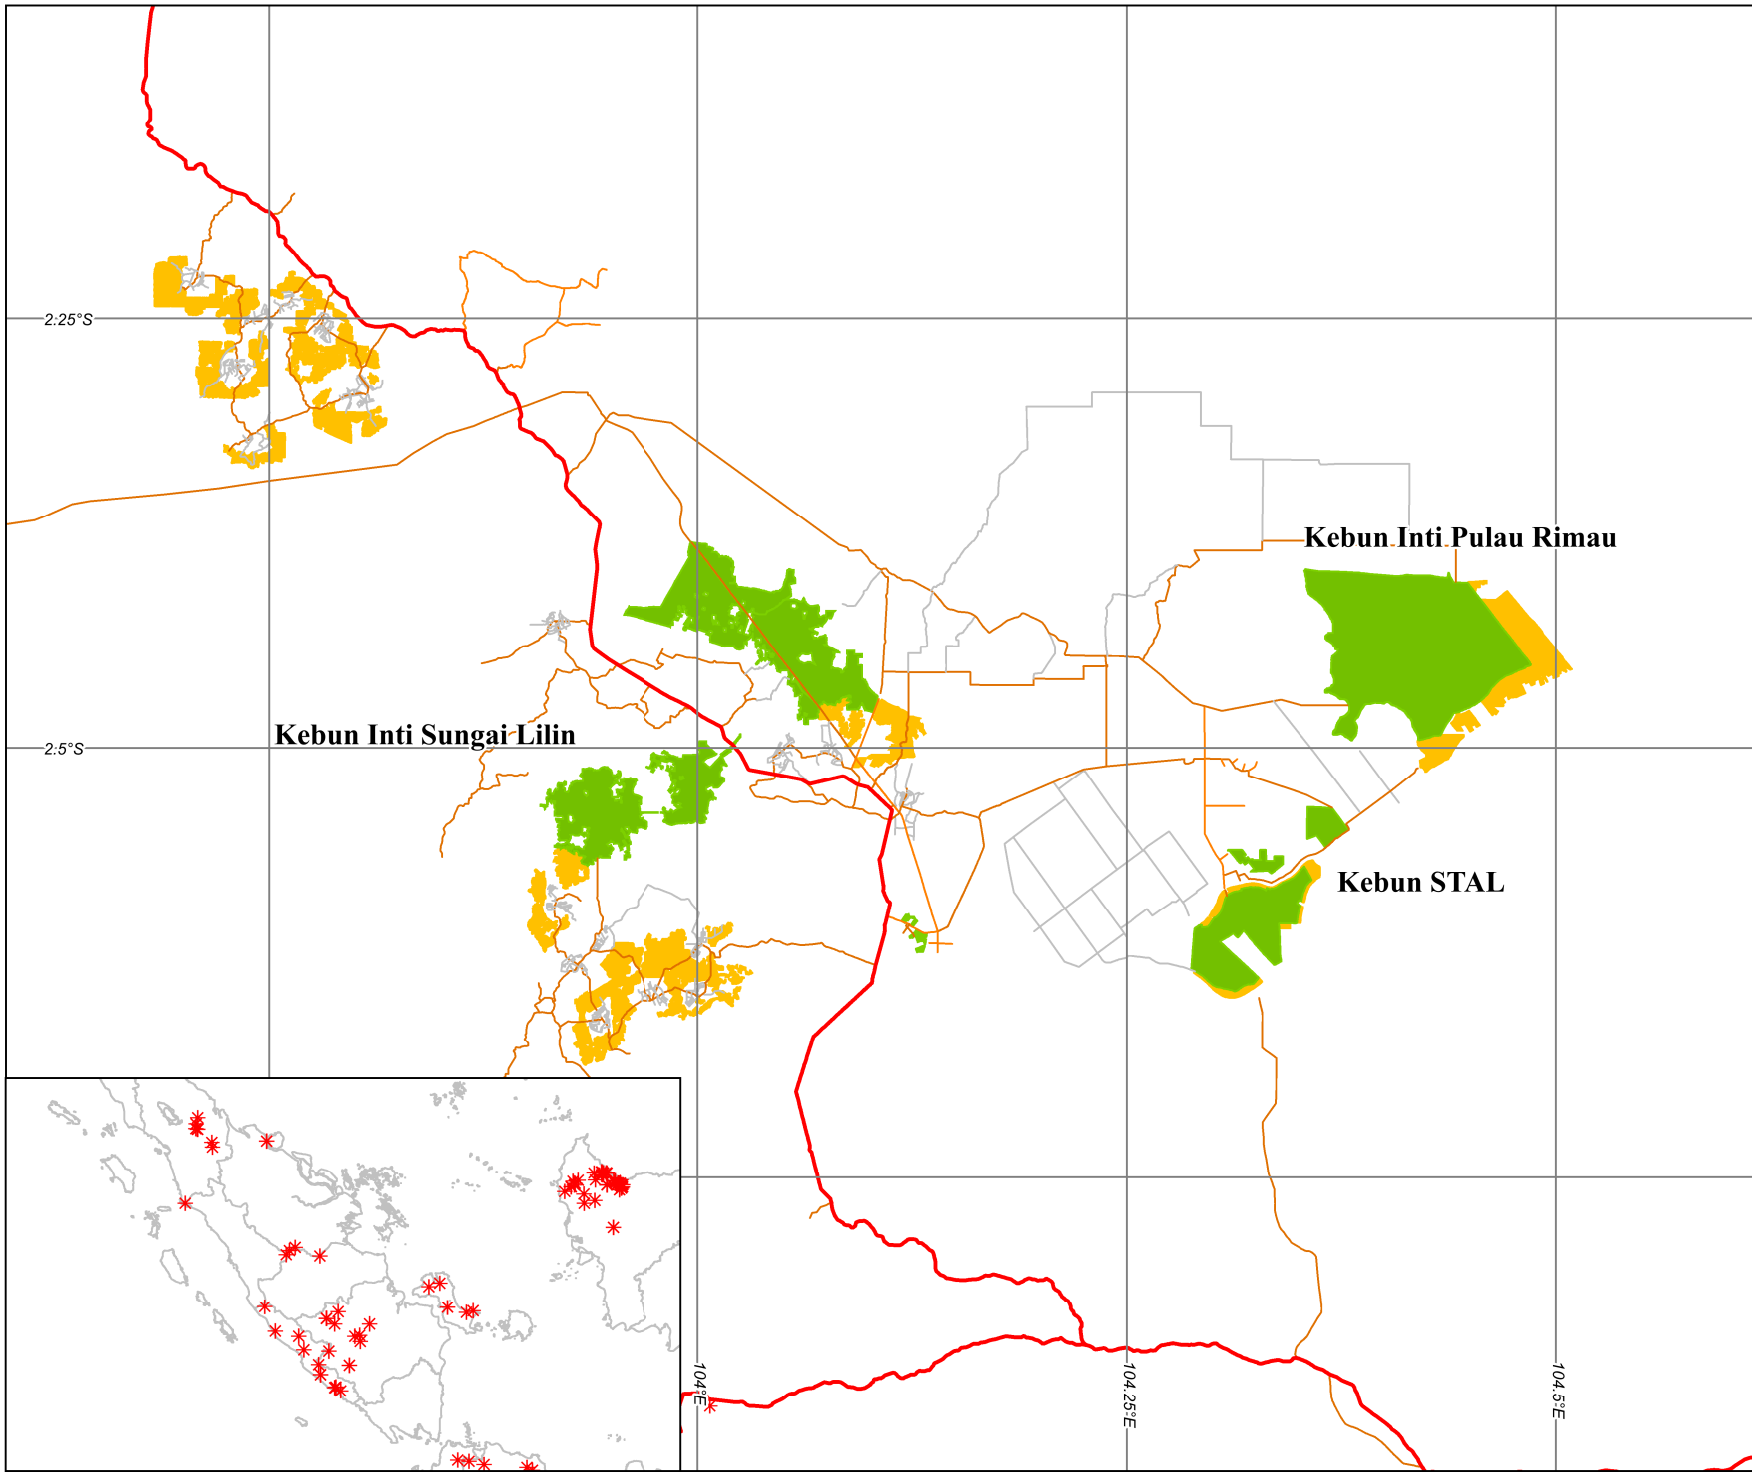 2.25°S
Kebun Inti Pulau Rimau
Kebun Inti Sungai Lilin
2.5°S
Kebun STAL
104°E
104.25°E
104.5°E